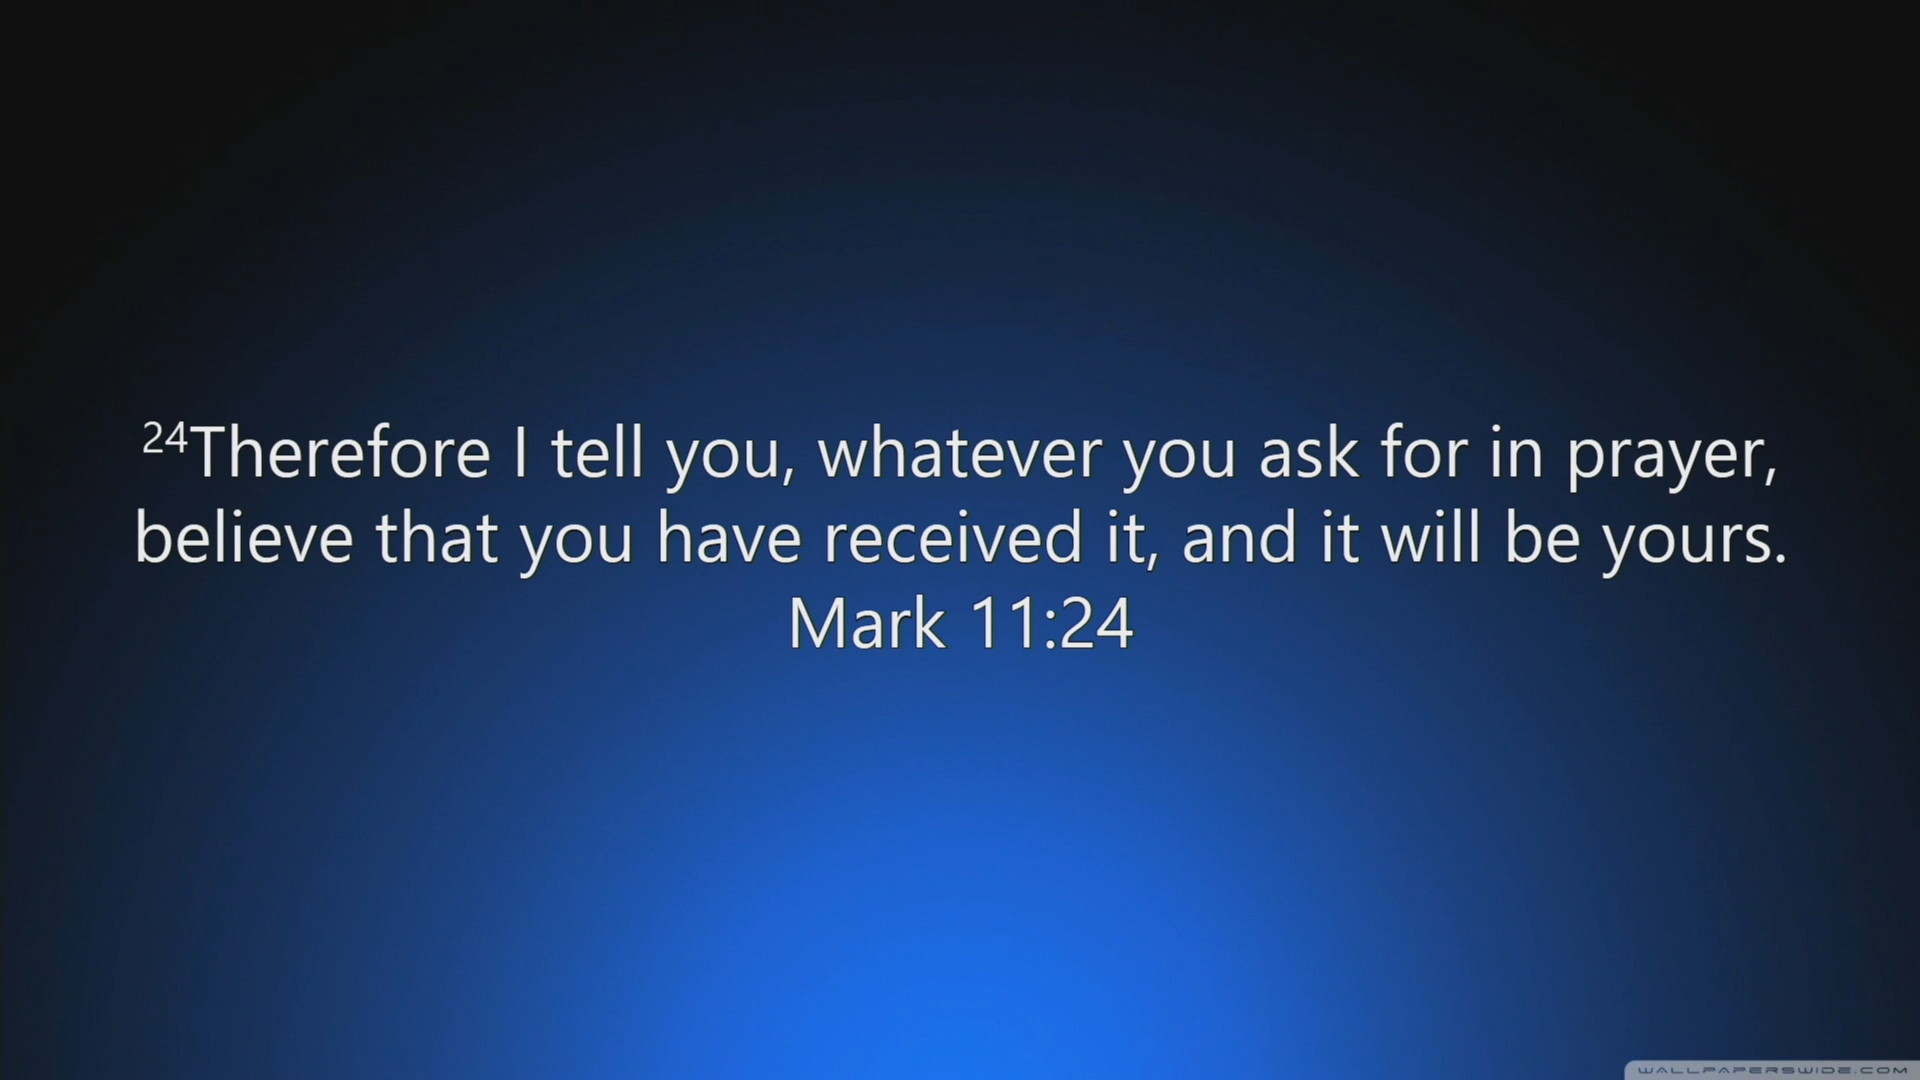 24Therefore I tell you, whatever you ask for in prayer,
believe that you have received it, and it will be yours.
Mark 11:24
WALLPAPERSWIDE.COM